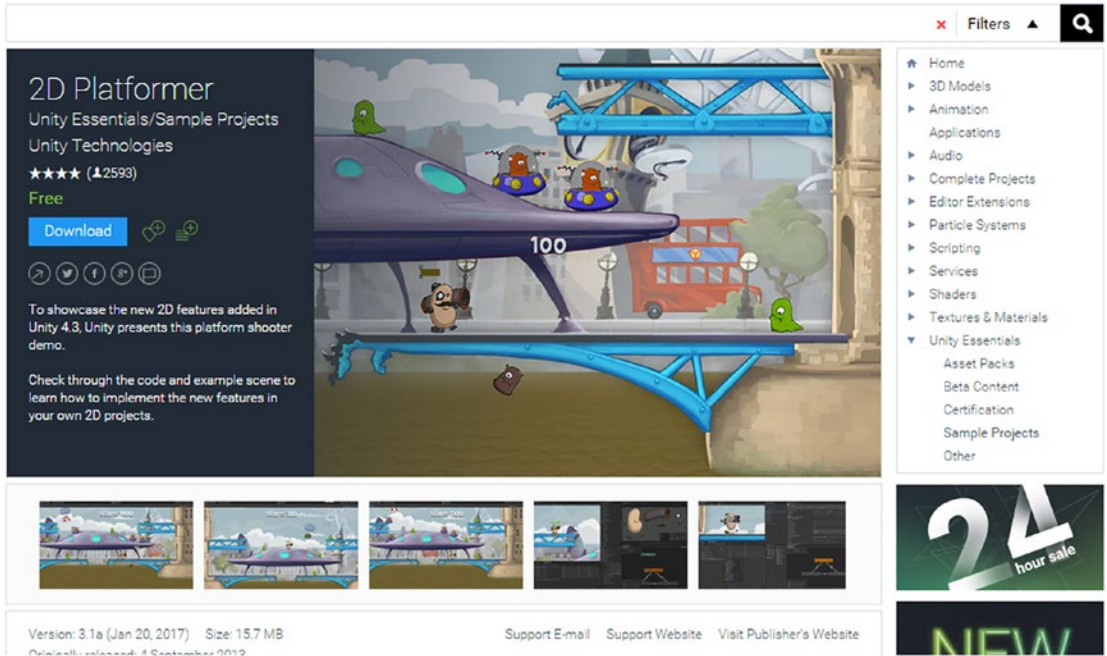 Filters
2D Platformer
Unity Essentials/Sample Projects
Unity Technologies
(2593)
Free
Download
To showcase the new 2D features added in
Unity 4.3, Unity presents this platform shooter
demo.
Check through the code and example scene to
learn how to implement the new features in
your own 2D projects.
100
Home
3D Models
Animation
Applications
Audio
Complete Projects
Editor Extensions
Particle Systems
Scripting
Services
Shaders
Textures & Materials
Unity Essentials
Asset Packs
Beta Content
Certification
Sample Projects
Other
24
hour sale
Version: 3.1a (Jan 20, 2017) Size: 15.7 MB
Support E-mail Support Website Visit Publisher's Website
Originally released: 4 September 2013
NEW